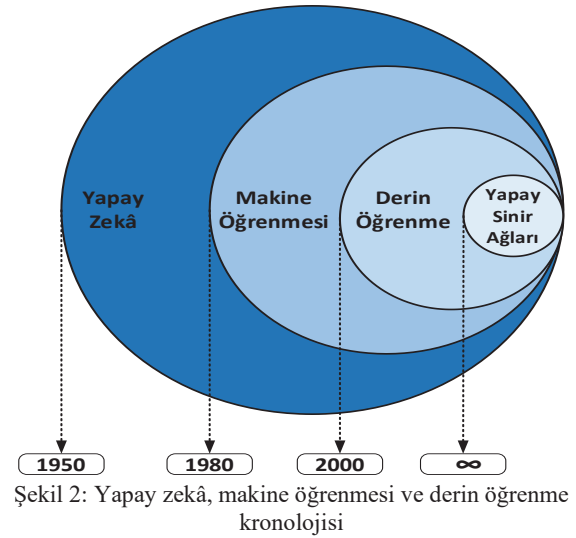 Yapay
Zekâ
Makine
Öğrenmesi
Derin
Öğrenme
Yapay
Sinir
Ağları
1950
1980
2000
∞
Şekil 2: Yapay zekâ, makine öğrenmesi ve derin öğrenme
kronolojisi